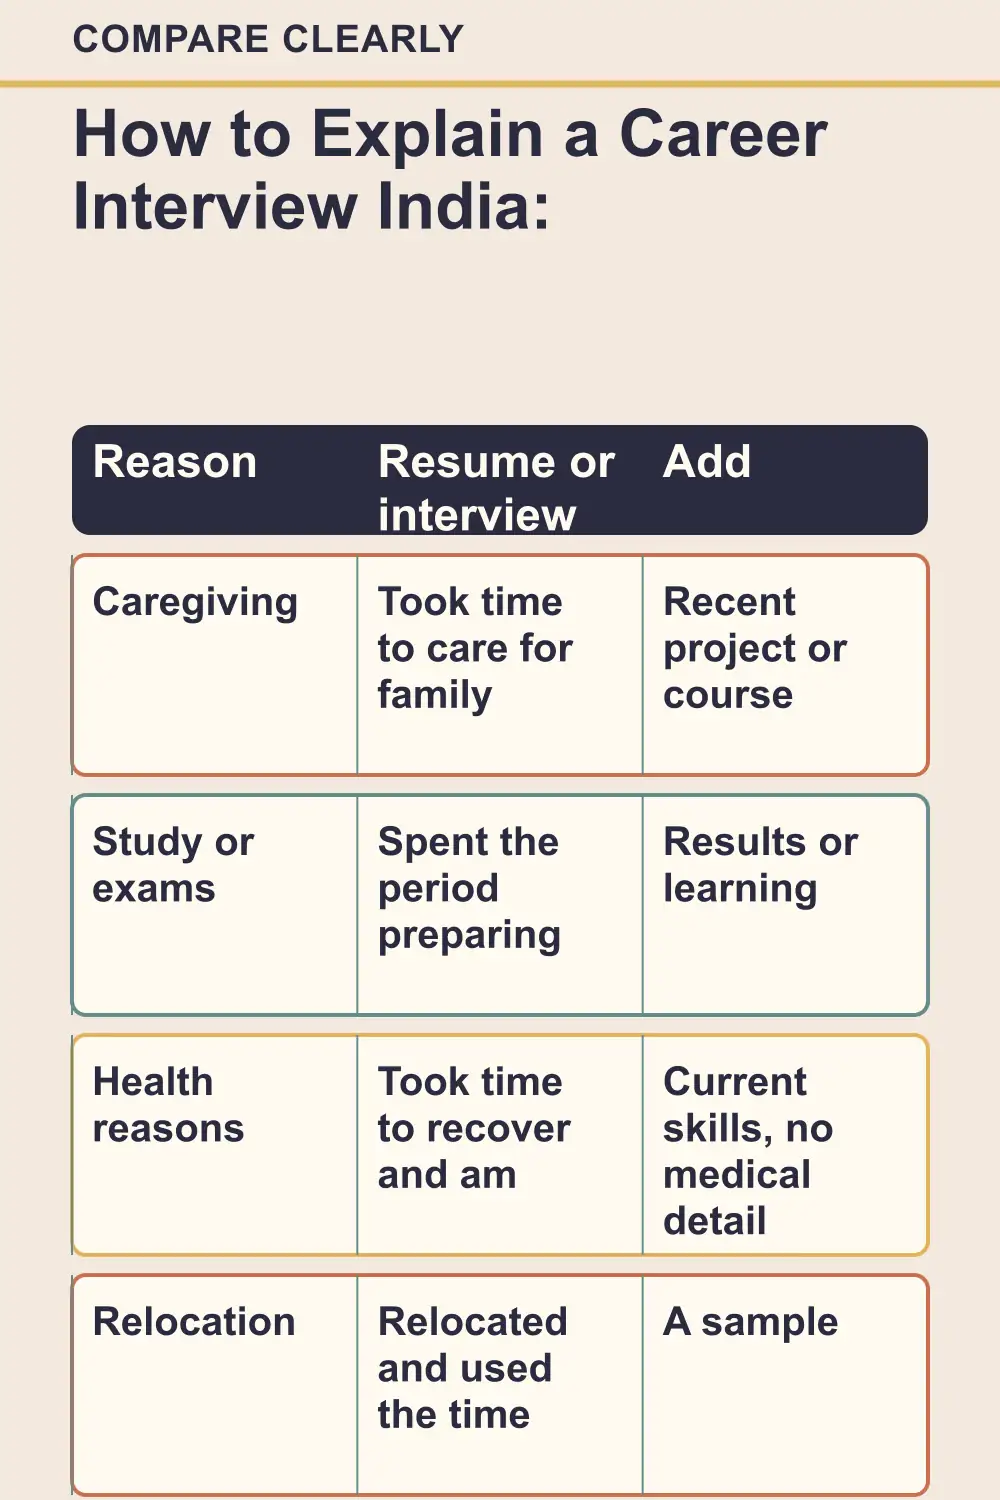 COMPARE CLEARLY
How to Explain a Career
Interview India:
Reason
Resume or
interview
Add
Caregiving
Took time
to care for
family
Recent
project or
course
Study or
exams
Spent the
period
preparing
Results or
learning
Health
reasons
Took time
to recover
and am
Current
skills, no
medical
detail
Relocation
Relocated
and used
the time
A sample